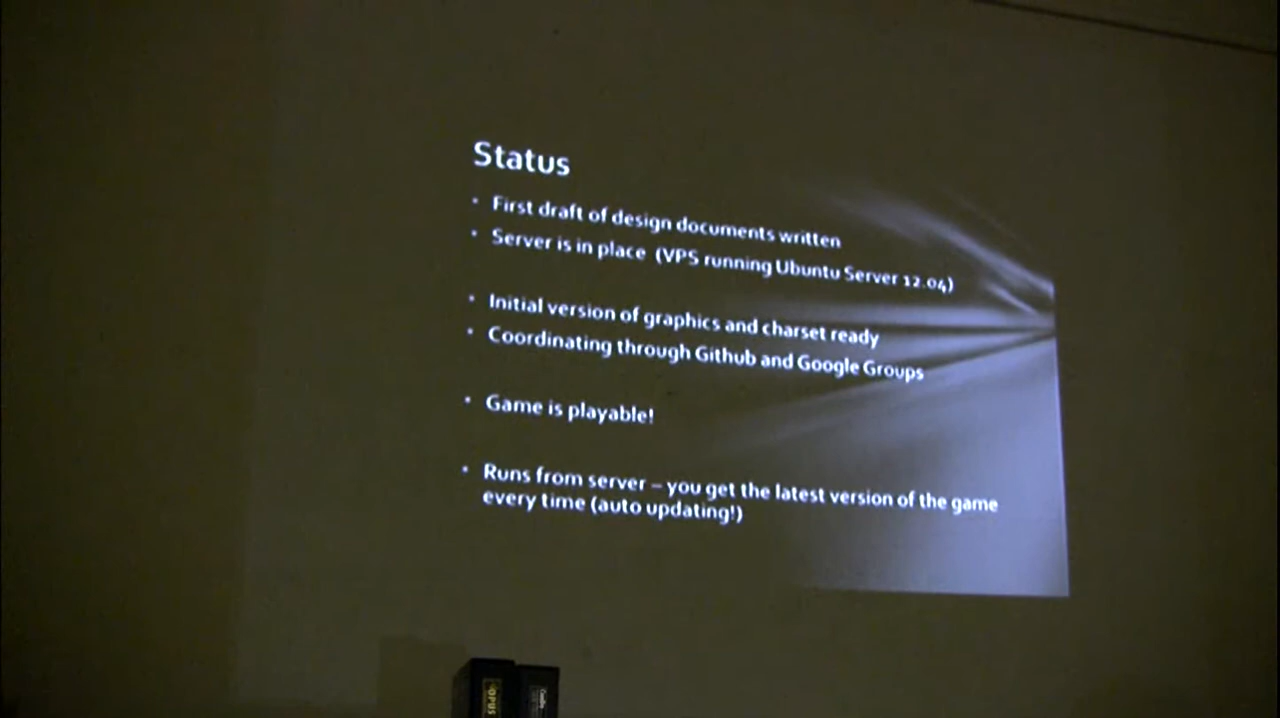 Status
• First draft of design documents written
• Server is in place (VPS running Ubuntu Server 12.04)
• Initial version of graphics and charset ready
• Coordinating through Github and Google Groups
• Game is playable!
• Runs from server – you get the latest version of the game
every time (auto updating!)
OPUS